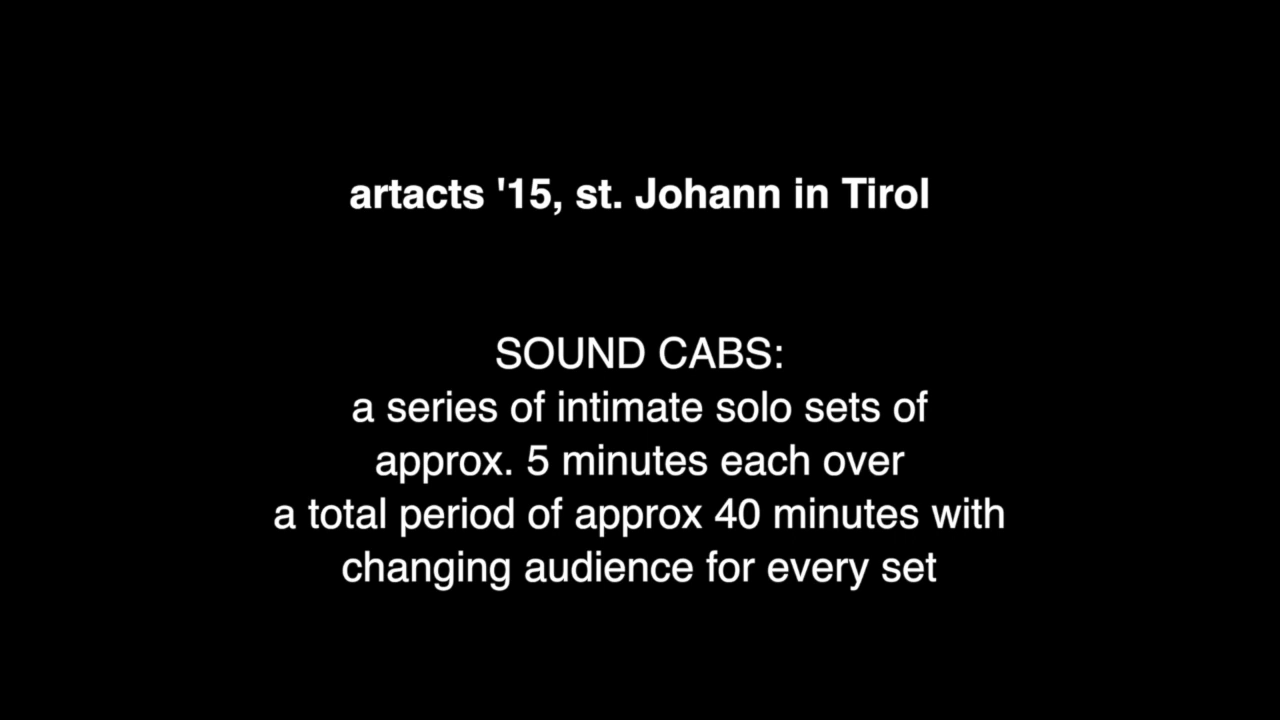 artacts '15, st. Johann in Tirol
SOUND CABS:
a series of intimate solo sets of
approx. 5 minutes each over
a total period of approx 40 minutes with
changing audience for every set